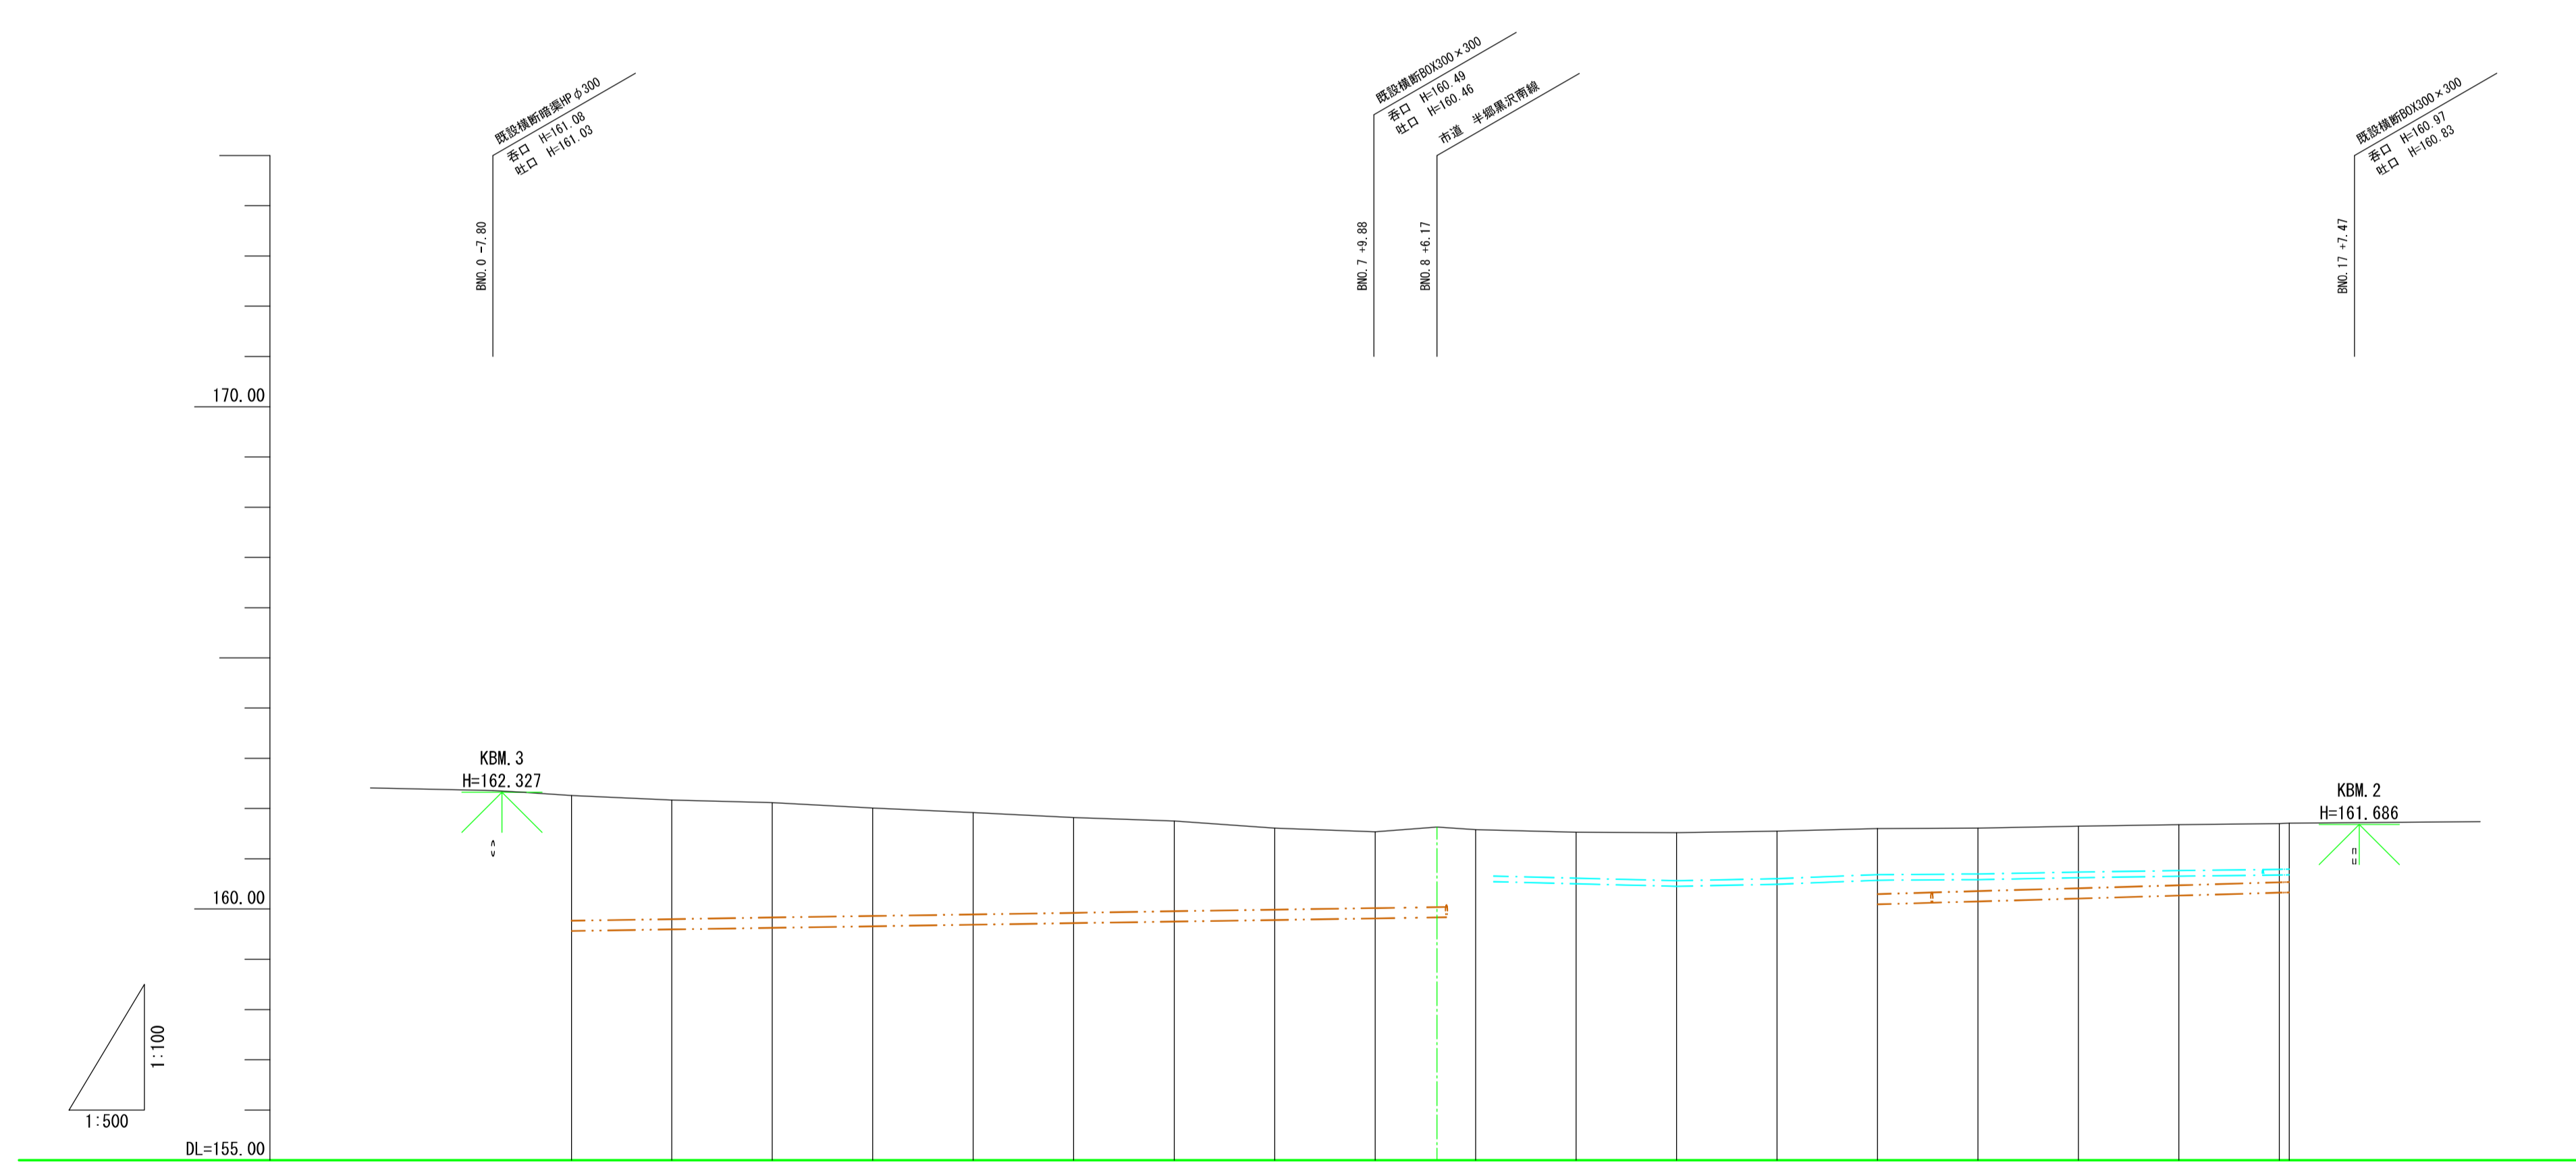 既設横断暗渠HPφ300
呑口 H=161.08
吐口 H=161.03
BNO.0 -7.80
既設横断BOX300×300
呑口 H=160.49
吐口 H=160.46
BNO.7 +9.88
市道 半郷黒沢南線
BNO.8 +6.17
既設横断BOX300×300
呑口 H=160.97
吐口 H=160.83
BNO.17 +7.47
170.00
KBM.3
H=162.327
KBM.2
H=161.686
160.00
1:100
1:500
DL=155.00